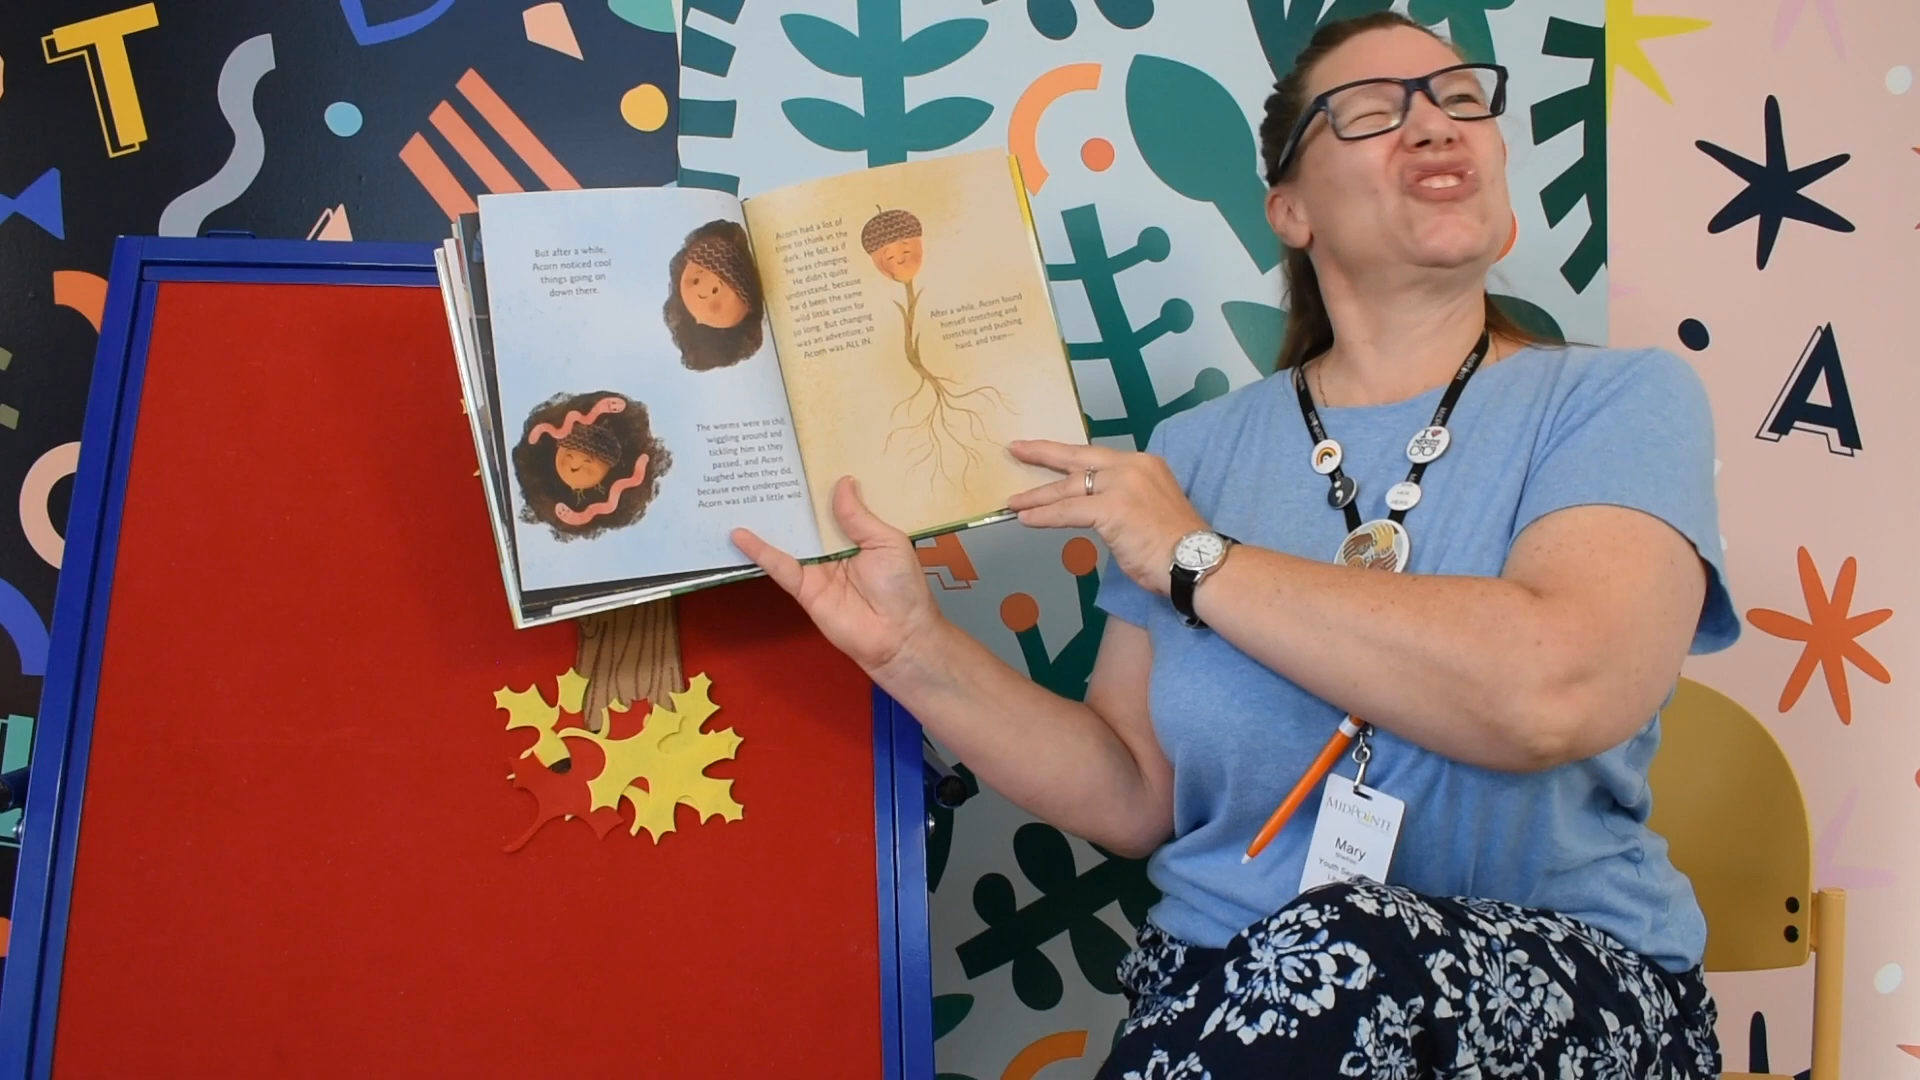 T
But after a while,
Acorn noticed cool
things going on
down there.
The worms were so chill,
wiggling around and
tickling him as they
passed, and Acorn
laughed when they did,
because even underground,
Acorn was still a little wild.
Acorn had a lot of
time to think in the
dark. He felt as if
he was changing.
He didn't quite
understand, because
he'd been the same
wild little acorn for
so long. But changing
was an adventure, so
Acorn was ALL IN.
After a while, Acorn found
himself stretching and
stretching and pushing
hard, and then—
A
A
MIDPOINTE
Mary
Youth